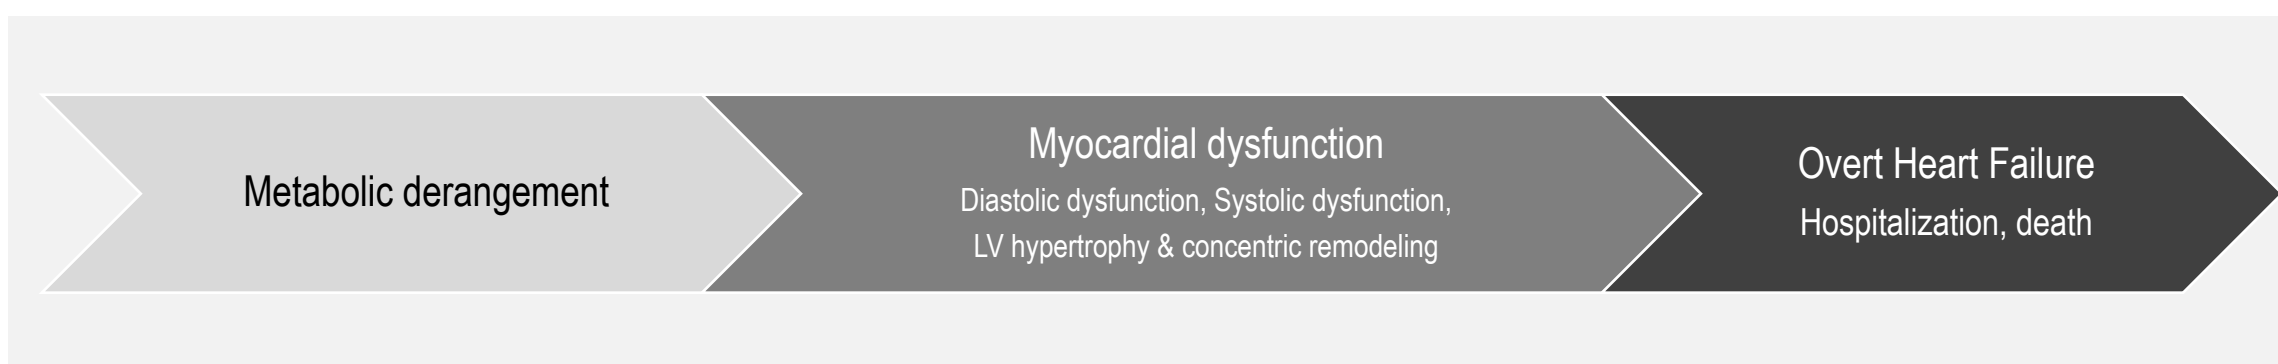 Metabolic derangement
Myocardial dysfunction
Diastolic dysfunction, Systolic dysfunction,
LV hypertrophy & concentric remodeling
Overt Heart Failure
Hospitalization, death